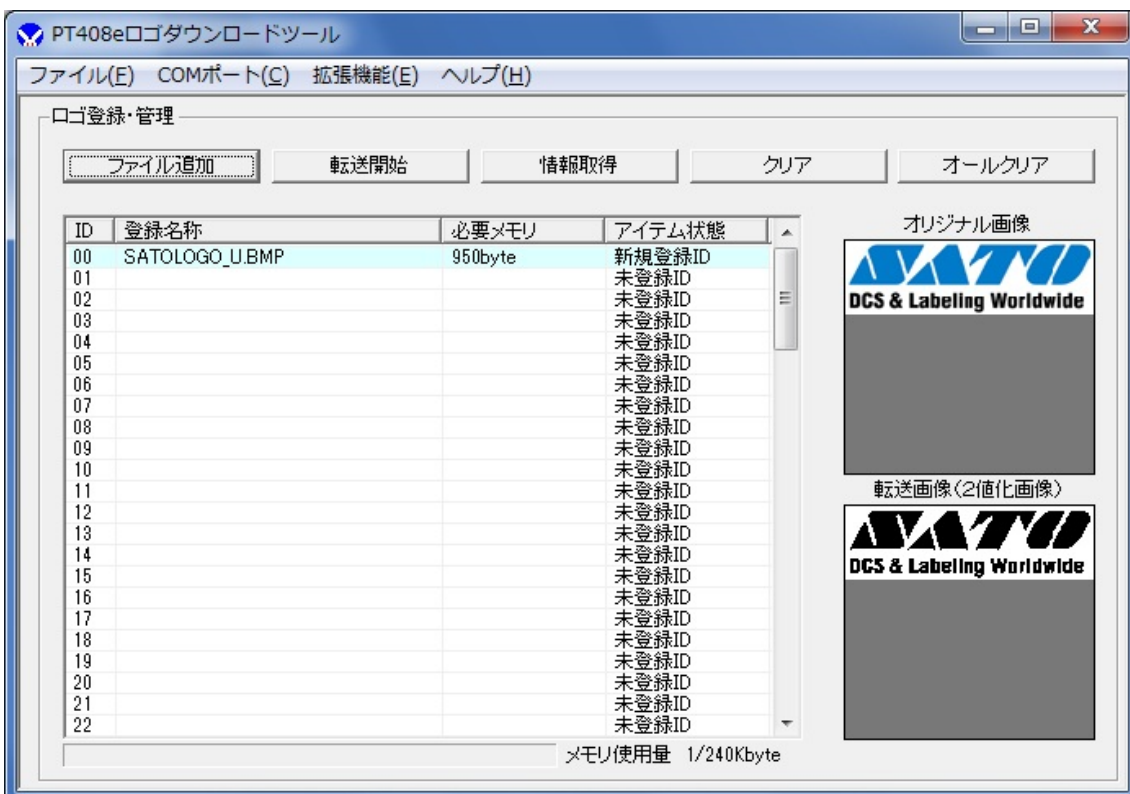 PT408eロゴダウンロードツール
ファイル(F) COMポート(C) 拡張機能(E) ヘルプ(H)
ロゴ登録・管理
ファイル追加 転送開始 情報取得 クリア オールクリア
ID 登録名称 必要メモリ アイテム状態
00 SATOLOGO_U.BMP 950byte 新規登録ID
01 未登録ID
02 未登録ID
03 未登録ID
04 未登録ID
05 未登録ID
06 未登録ID
07 未登録ID
08 未登録ID
09 未登録ID
10 未登録ID
11 未登録ID
12 未登録ID
13 未登録ID
14 未登録ID
15 未登録ID
16 未登録ID
17 未登録ID
18 未登録ID
19 未登録ID
20 未登録ID
21 未登録ID
22 未登録ID
メモリ使用量 1/240Kbyte
オリジナル画像
SATO
DCS & Labeling Worldwide
転送画像(2値化画像)
SATO
DCS & Labeling Worldwide